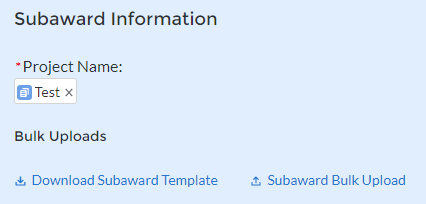 Subaward Information
*Project Name:
Test ×
Bulk Uploads
Download Subaward Template
Subaward Bulk Upload